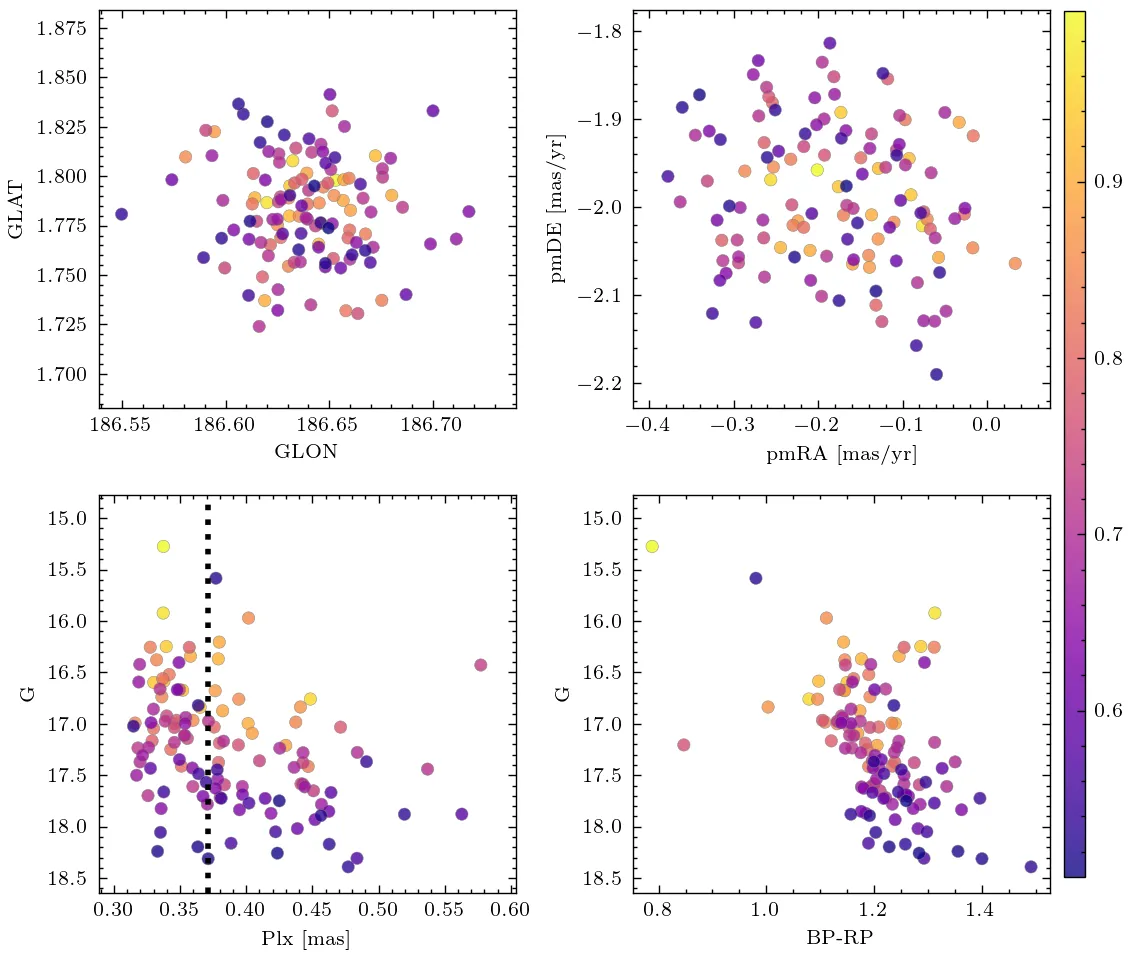 1.875
1.850
1.825
1.800
1.775
1.750
1.725
1.700
GLAT
186.55 186.60 186.65 186.70
GLON
−1.8
−1.9
−2.0
−2.1
−2.2
pmDE [mas/yr]
−0.4 −0.3 −0.2 −0.1 0.0
pmRA [mas/yr]
15.0
15.5
16.0
16.5
17.0
17.5
18.0
18.5
G
0.30 0.35 0.40 0.45 0.50 0.55 0.60
Plx [mas]
15.0
15.5
16.0
16.5
17.0
17.5
18.0
18.5
G
0.8 1.0 1.2 1.4
BP-RP
0.9
0.8
0.7
0.6